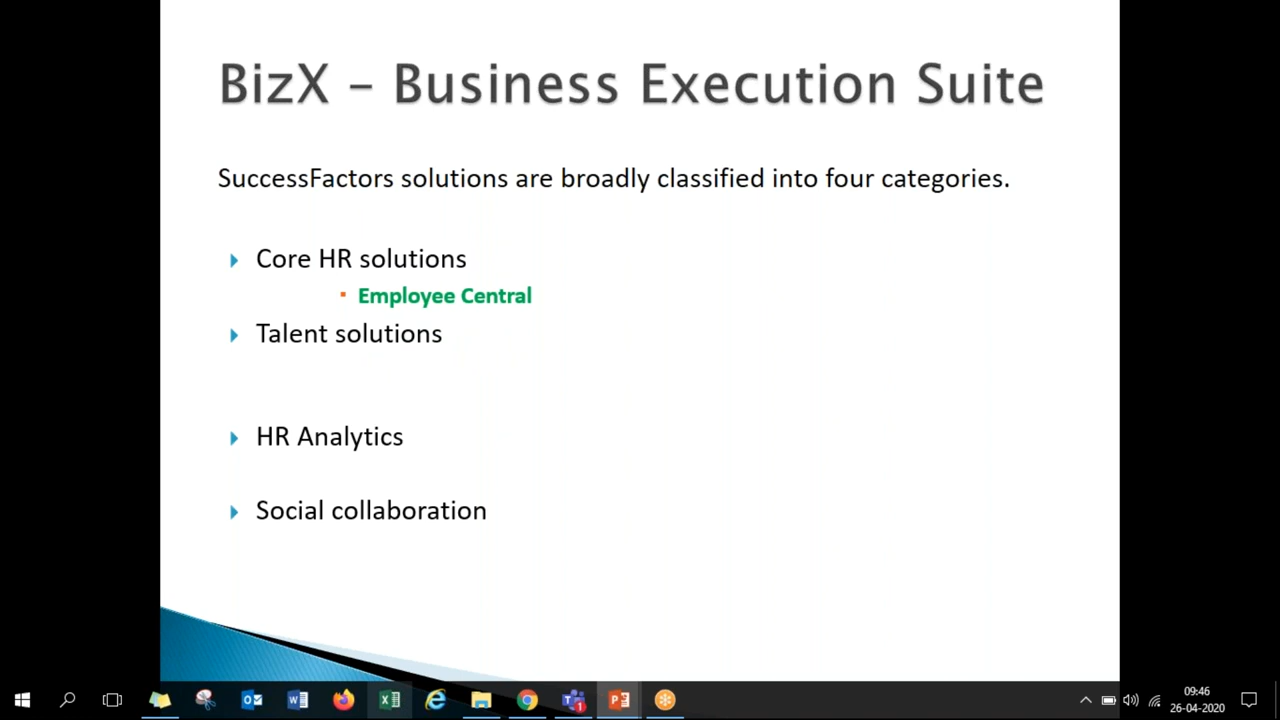 BizX – Business Execution Suite
SuccessFactors solutions are broadly classified into four categories.
Core HR solutions
Employee Central
Talent solutions
HR Analytics
Social collaboration
09:46
26-04-2020